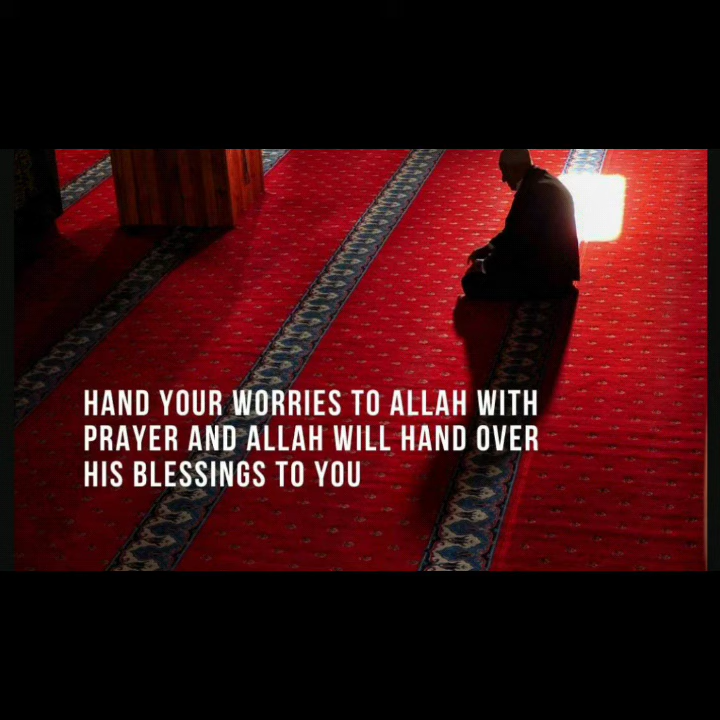 HAND YOUR WORRIES TO ALLAH WITH
PRAYER AND ALLAH WILL HAND OVER
HIS BLESSINGS TO YOU